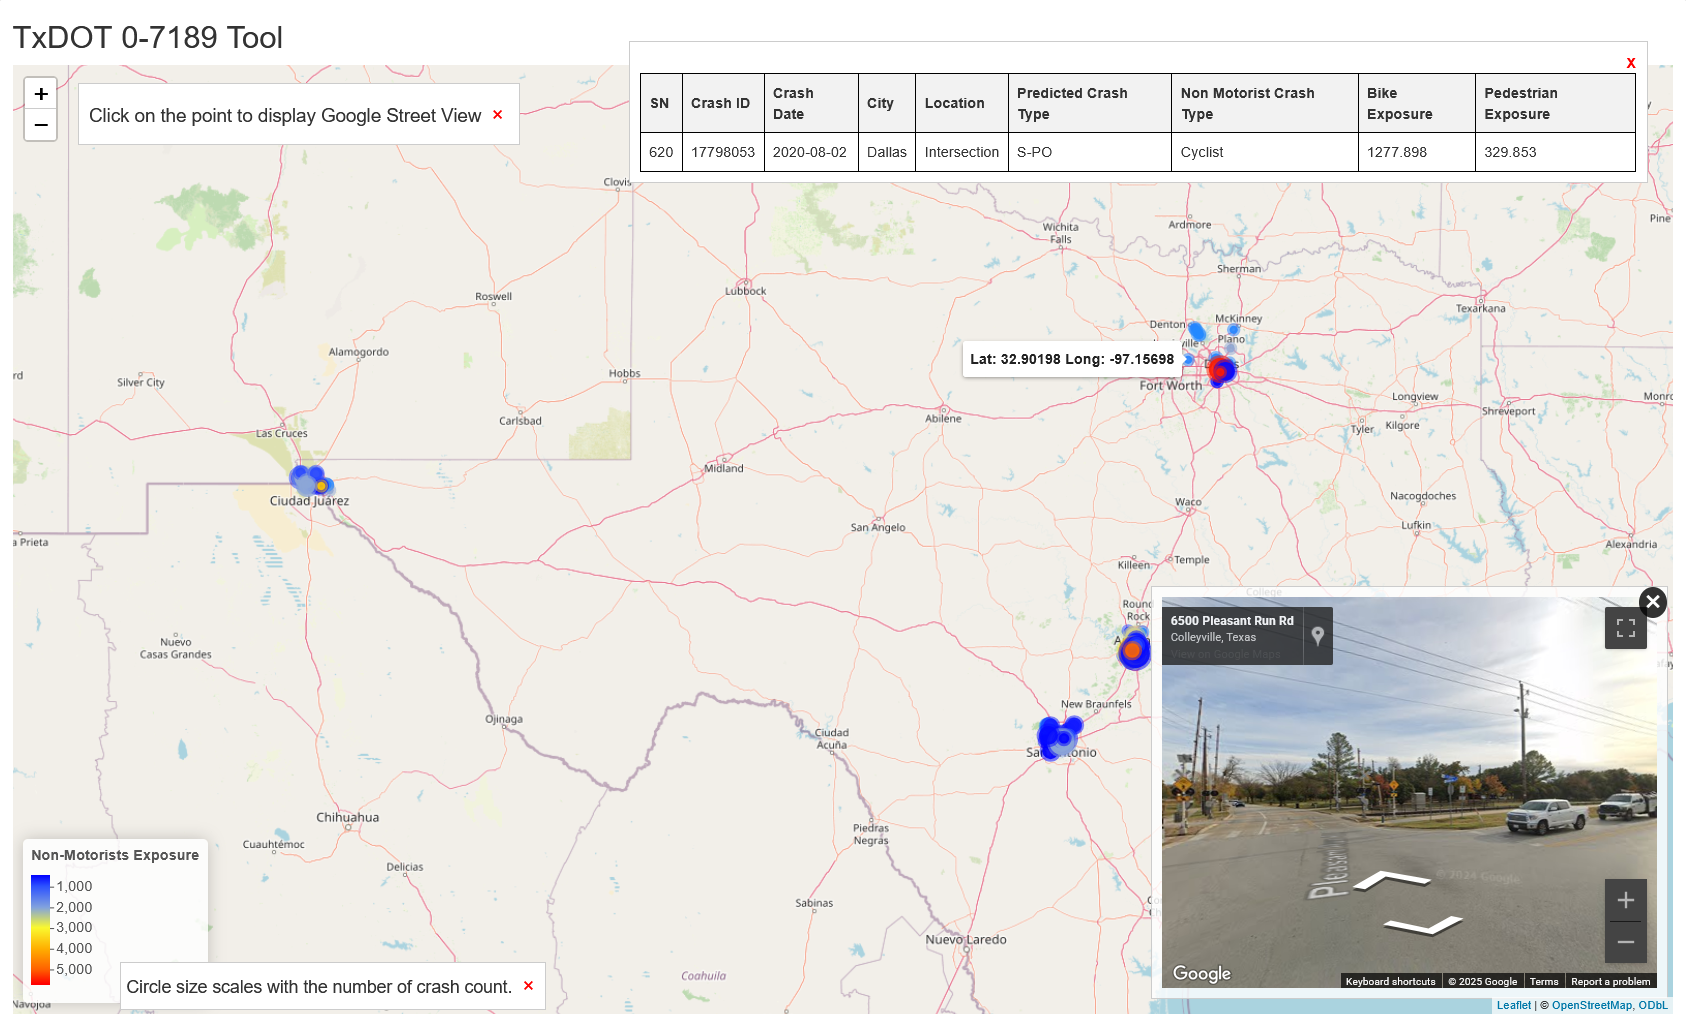 TxDOT 0-7189 Tool
+
−
Click on the point to display Google Street View ×
x
SN Crash ID Crash Date City Location Predicted Crash Type Non Motorist Crash Type Bike Exposure Pedestrian Exposure
620 17798053 2020-08-02 Dallas Intersection S-PO Cyclist 1277.898 329.853
Clovis
Wichita Falls
Ardmore
Pine
Sherman
Lubbock
Roswell
Texarkana
Denton
McKinney
Plano
Alamogordo
Lat: 32.90198 Long: -97.15698
Silver City
Hobbs
Fort Worth
Longview
Monro
Carlsbad
Abilene
Shreveport
Las Cruces
Tyler
Kilgore
Midland
Ciudad Juárez
Waco
Nacogdoches
San Angelo
Lufkin
a Prieta
Alexandria
Temple
Killeen
College
Round Rock
Nuevo Casas Grandes
6500 Pleasant Run Rd
Colleyville, Texas
View on Google Maps
New Braunfels
Ojinaga
Ciudad Acuña
San Antonio
Chihuahua
Piedras Negras
Cuauhtémoc
Delicias
Non-Motorists Exposure
1,000
2,000
3,000
4,000
5,000
Sabinas
Nuevo Laredo
Coahuila
Navojoa
Circle size scales with the number of crash count. ×
© 2024 Google
+
−
Google
Keyboard shortcuts © 2025 Google Terms Report a problem
Leaflet | © OpenStreetMap, ODbL